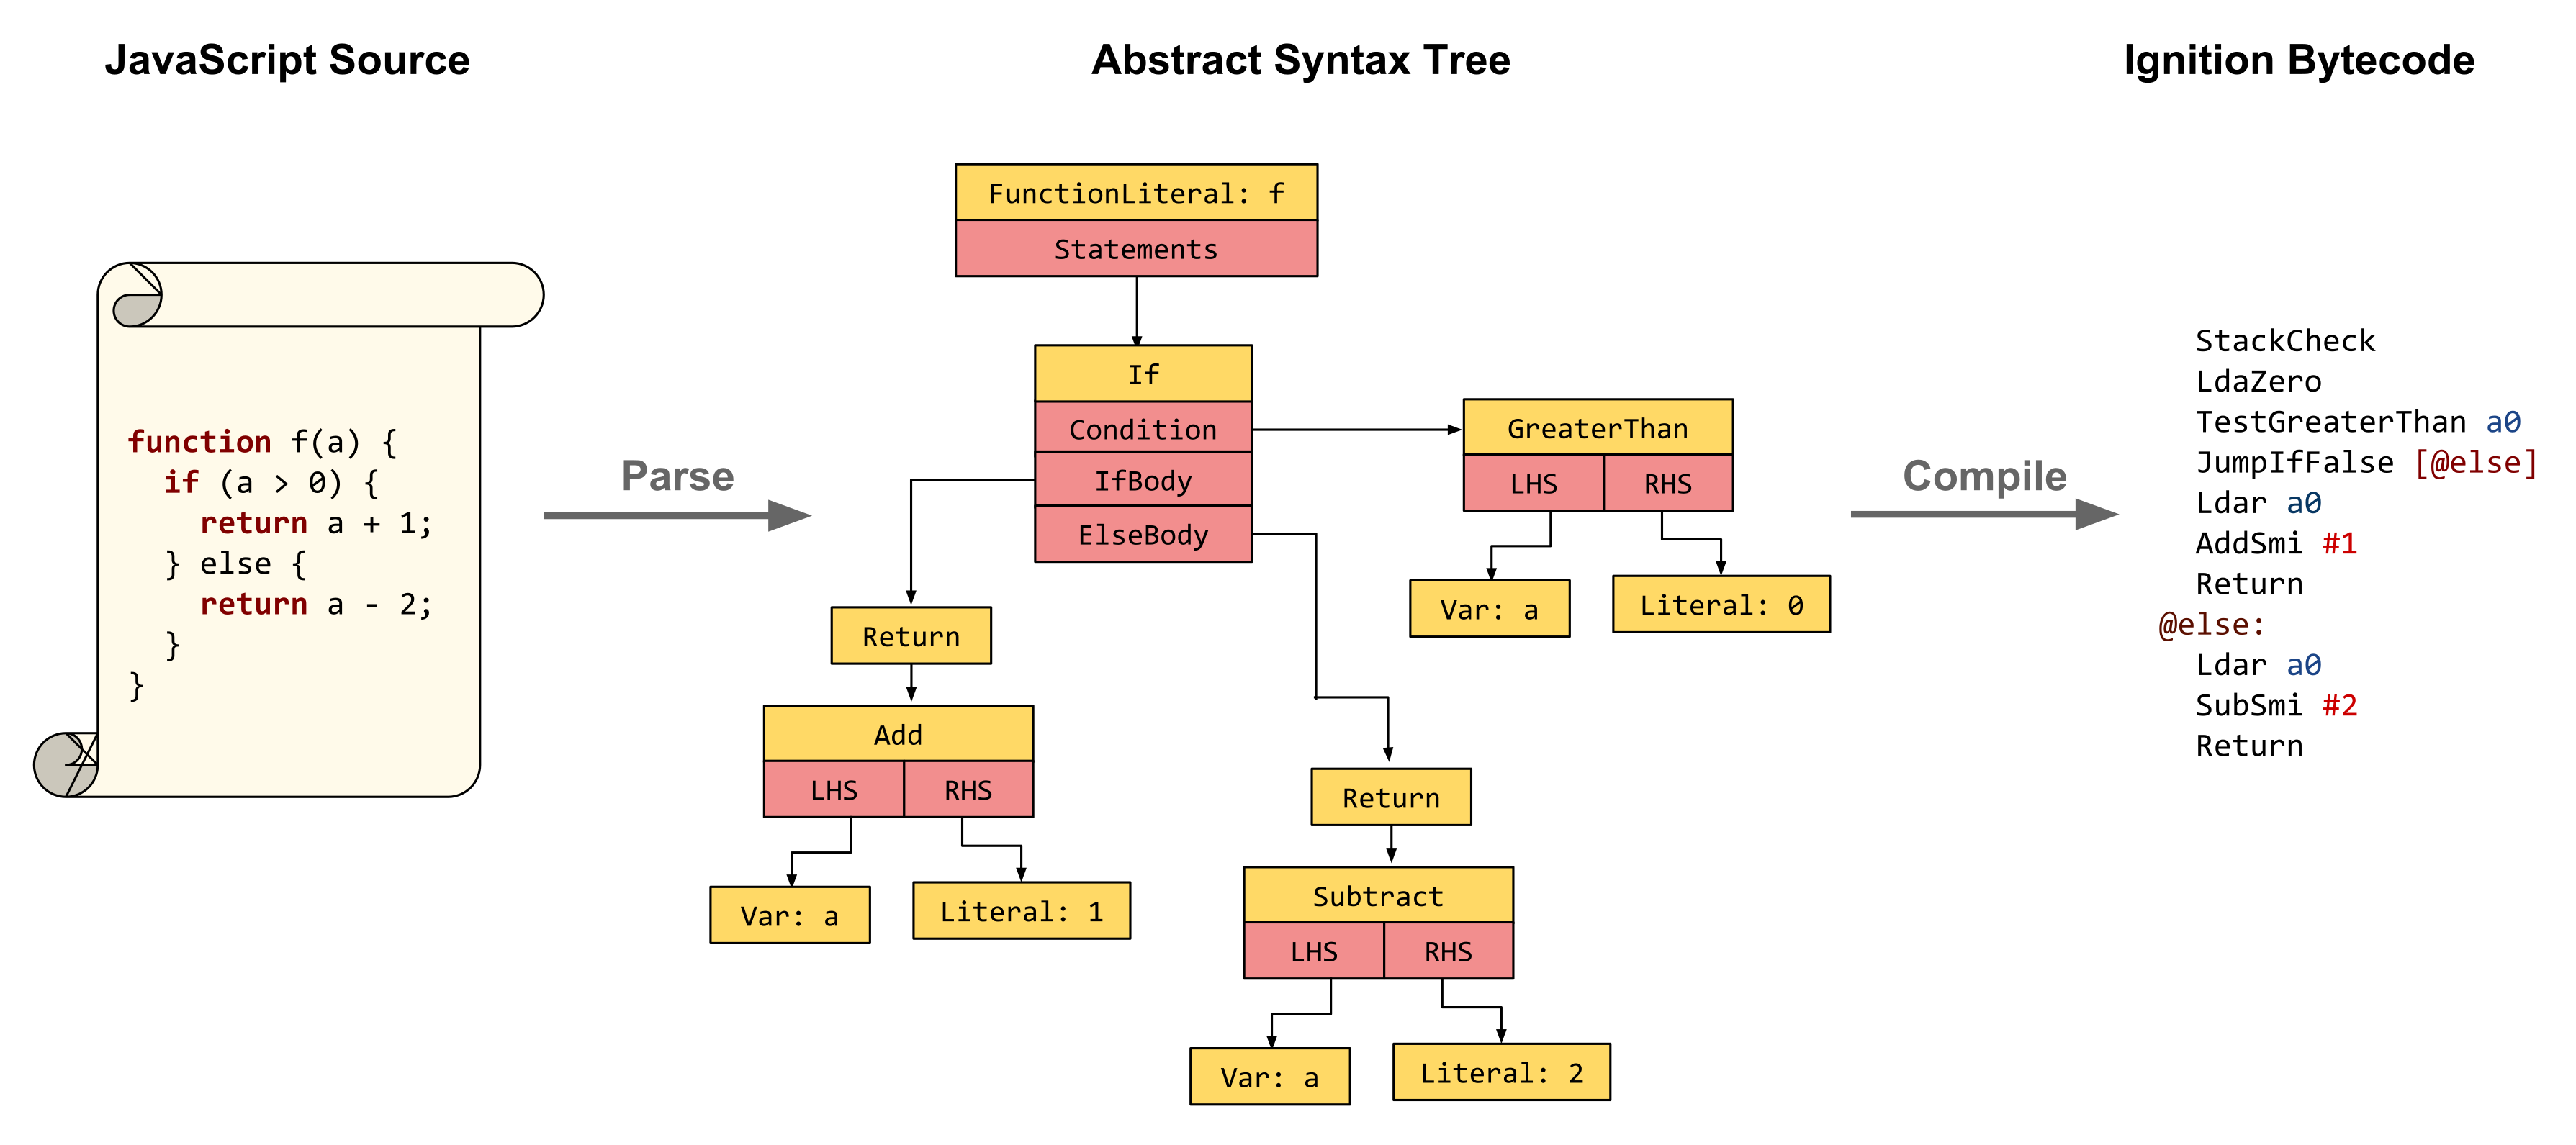 JavaScript Source
function f(a) {
  if (a > 0) {
    return a + 1;
  } else {
    return a - 2;
  }
}
Parse
Abstract Syntax Tree
FunctionLiteral: f
Statements
If
Condition
IfBody
ElseBody
GreaterThan
LHS RHS
Var: a Literal: 0
Return
Add
LHS RHS
Var: a Literal: 1
Return
Subtract
LHS RHS
Var: a Literal: 2
Compile
Ignition Bytecode
  StackCheck
  LdaZero
  TestGreaterThan a0
  JumpIfFalse [@else]
  Ldar a0
  AddSmi #1
  Return
@else:
  Ldar a0
  SubSmi #2
  Return